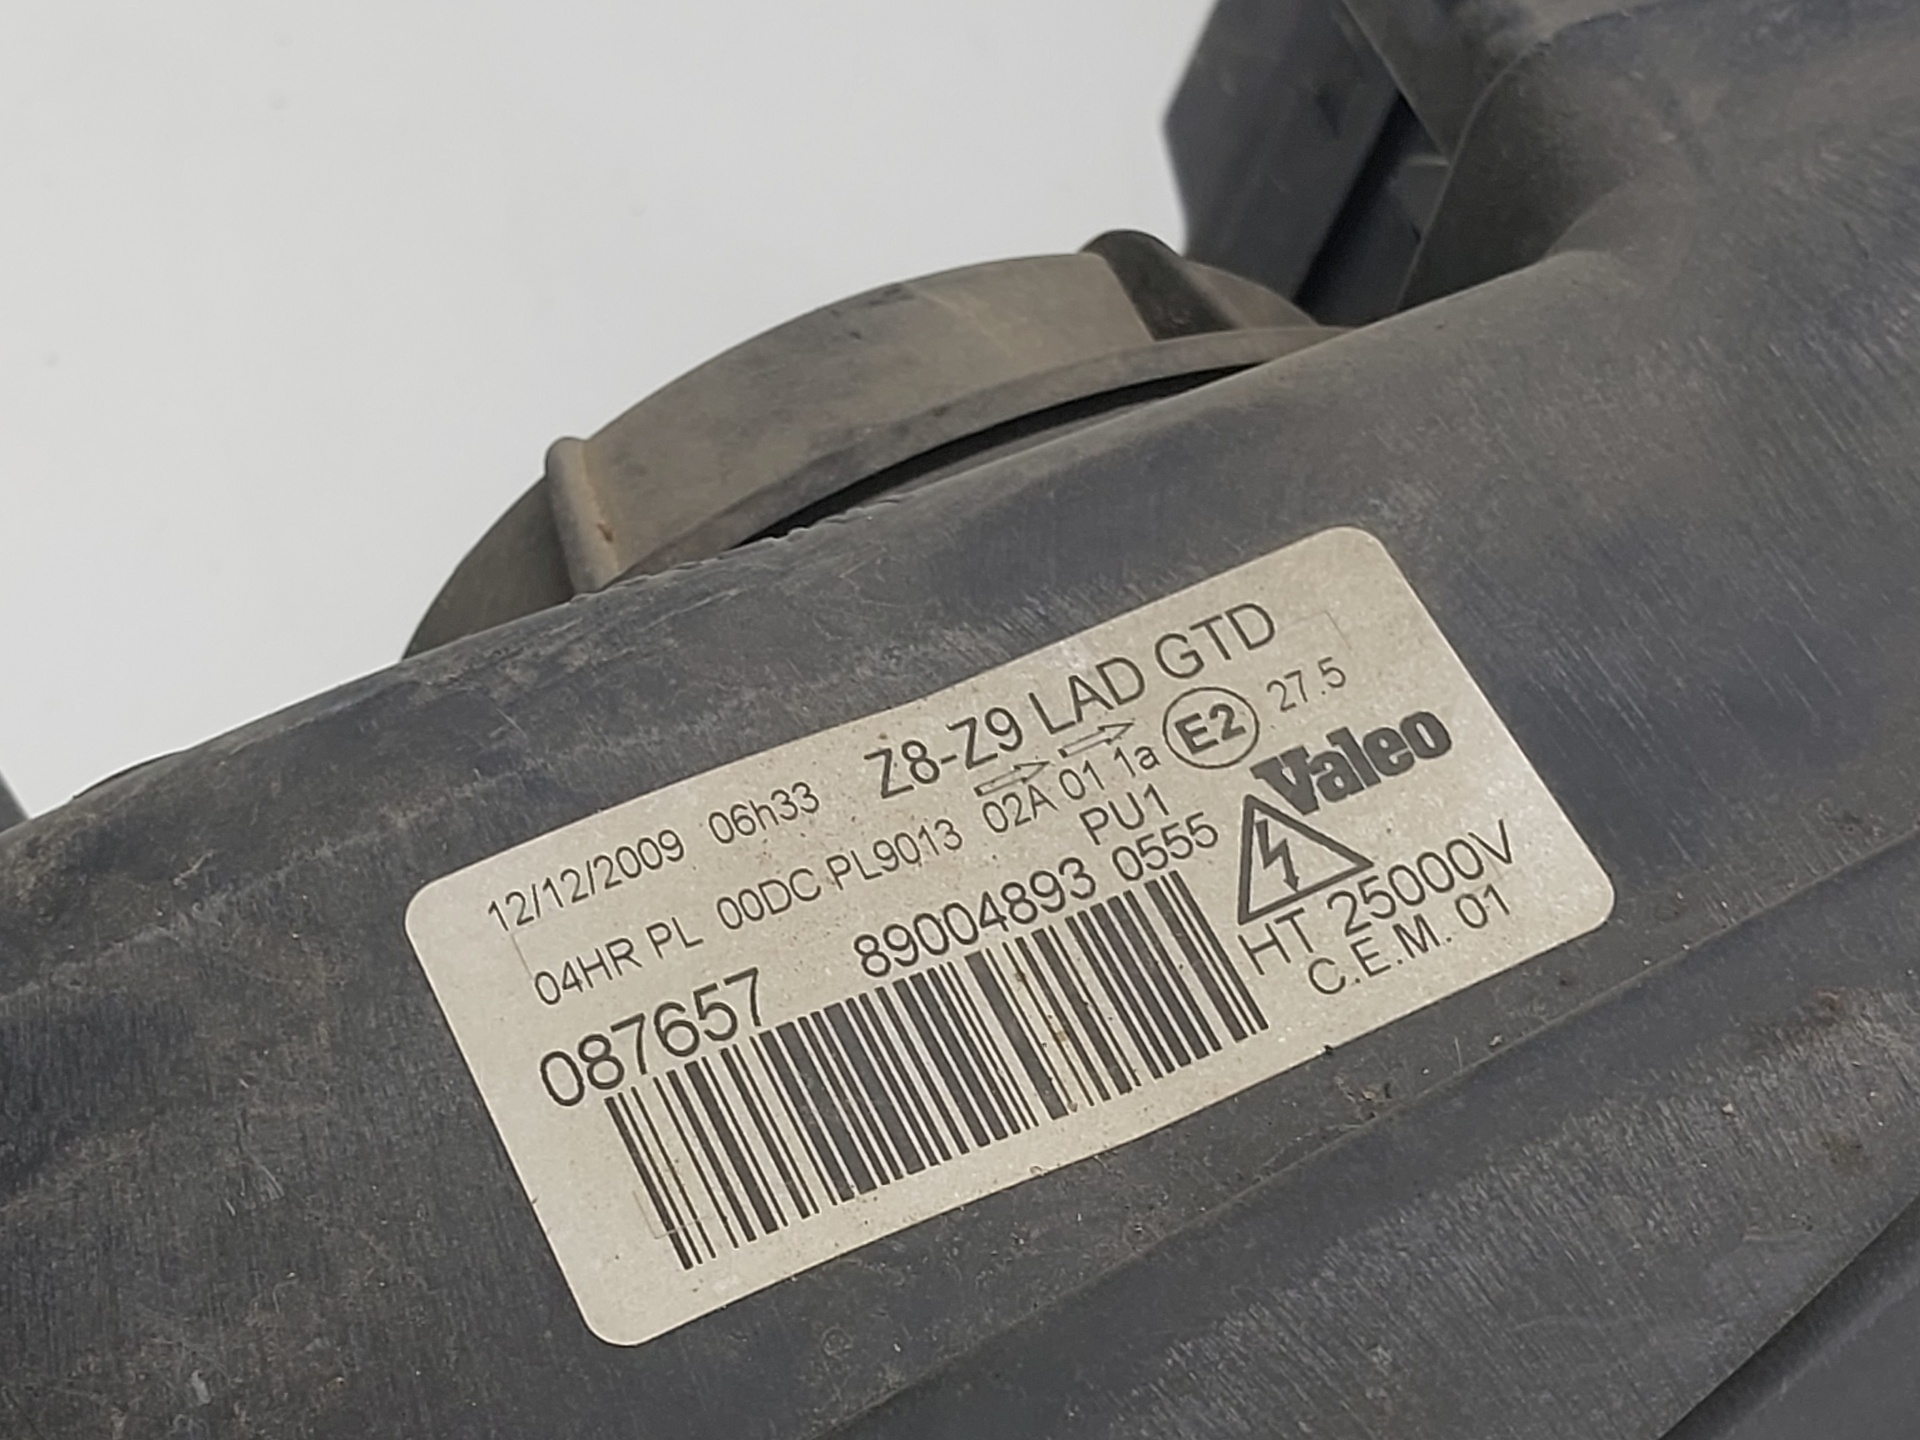 12/12/2009 06h33 Z8-Z9 LAD GTD
04HR PL 00DC PL9013 02A 01 1a E2 27.5
PU1
Valeo
087657 89004893 0555
HT 25000V
C.E.M. 01